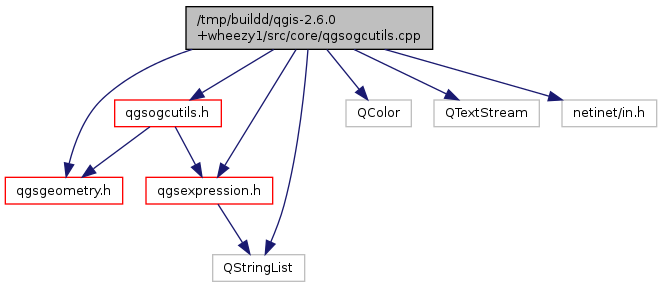 /tmp/buildd/qgis-2.6.0
+wheezy1/src/core/qgsogcutils.cpp
qgsogcutils.h
QColor
QTextStream
netinet/in.h
qgsgeometry.h
qgsexpression.h
QStringList